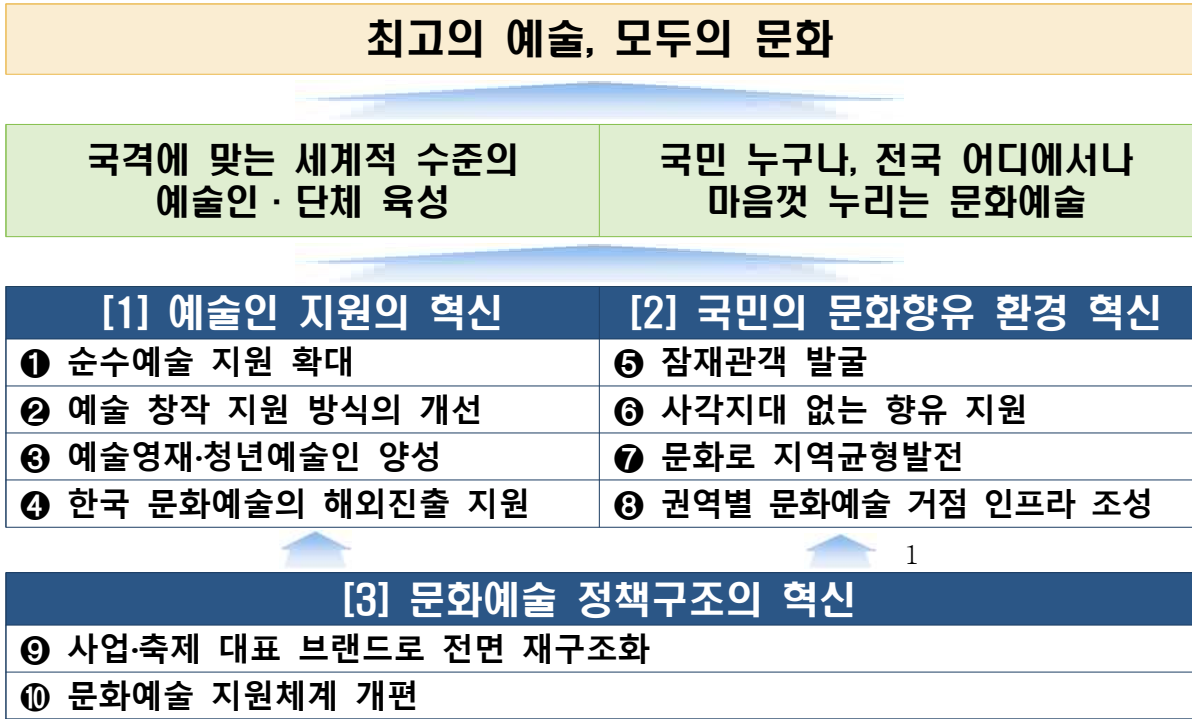 최고의 예술, 모두의 문화
국격에 맞는 세계적 수준의
예술인·단체 육성
국민 누구나, 전국 어디에서나
마음껏 누리는 문화예술
[1] 예술인 지원의 혁신
❶ 순수예술 지원 확대
❷ 예술 창작 지원 방식의 개선
❸ 예술영재·청년예술인 양성
❹ 한국 문화예술의 해외진출 지원
[2] 국민의 문화향유 환경 혁신
❺ 잠재관객 발굴
❻ 사각지대 없는 향유 지원
❼ 문화로 지역균형발전
❽ 권역별 문화예술 거점 인프라 조성
1
[3] 문화예술 정책구조의 혁신
❾ 사업·축제 대표 브랜드로 전면 재구조화
❿ 문화예술 지원체계 개편